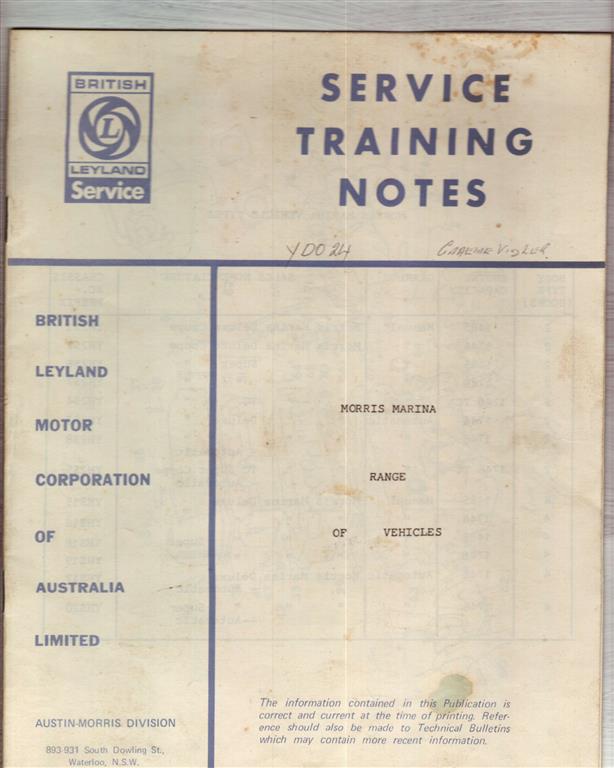 BRITISH
L
LEYLAND
Service
SERVICE
TRAINING
NOTES
YDO24
BRITISH
LEYLAND
MOTOR
CORPORATION
OF
AUSTRALIA
LIMITED
MORRIS MARINA
RANGE
OF VEHICLES
AUSTIN-MORRIS DIVISION
893-931 South Dowling St.,
Waterloo, N.S.W.
The information contained in this Publication is
correct and current at the time of printing. Refer-
ence should also be made to Technical Bulletins
which may contain more recent information.